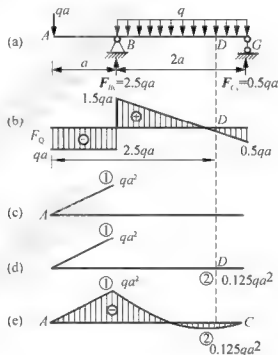 qa
q
(a) A B D G
a 2a
F_B=2.5qa F_C=0.5qa
1.5qa
(b) ⊕
F_Q ⊖ D
qa 2.5qa 0.5qa
① qa²
(c) A
① qa²
(d) A D
② 0.125qa²
① qa²
(e) A ⊖ C
② 0.125qa²